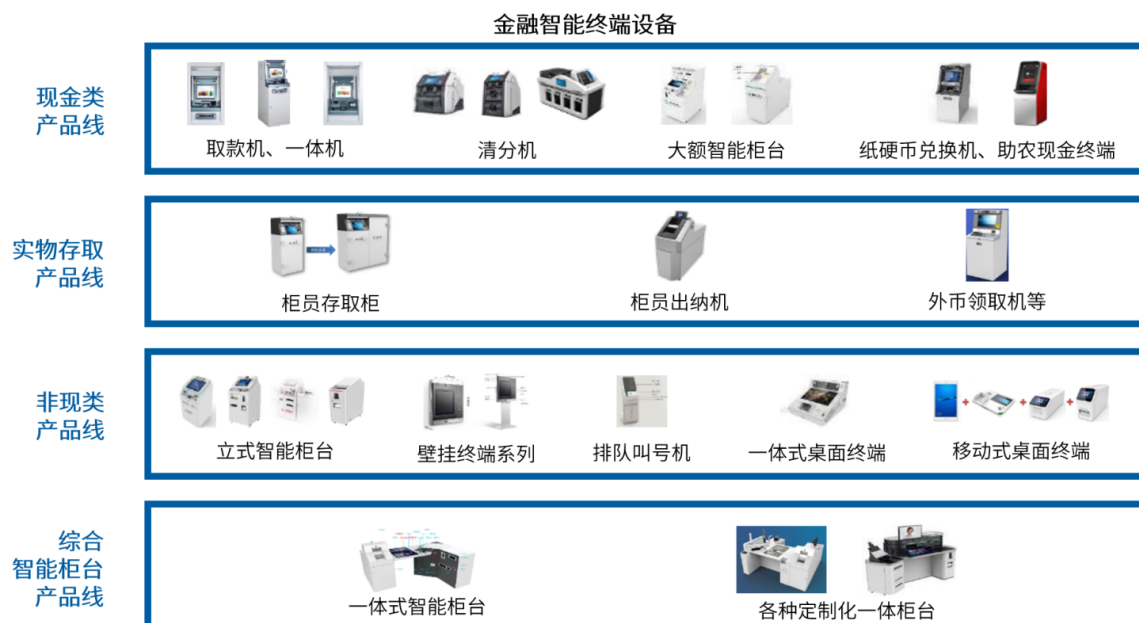 金融智能终端设备
现金类
产品线
取款机、一体机
清分机
大额智能柜台
纸硬币兑换机、助农现金终端
实物存取
产品线
柜员存取柜
柜员出纳机
外币领取机等
非现类
产品线
立式智能柜台
壁挂终端系列
排队叫号机
一体式桌面终端
移动式桌面终端
综合
智能柜台
产品线
一体式智能柜台
各种定制化一体柜台